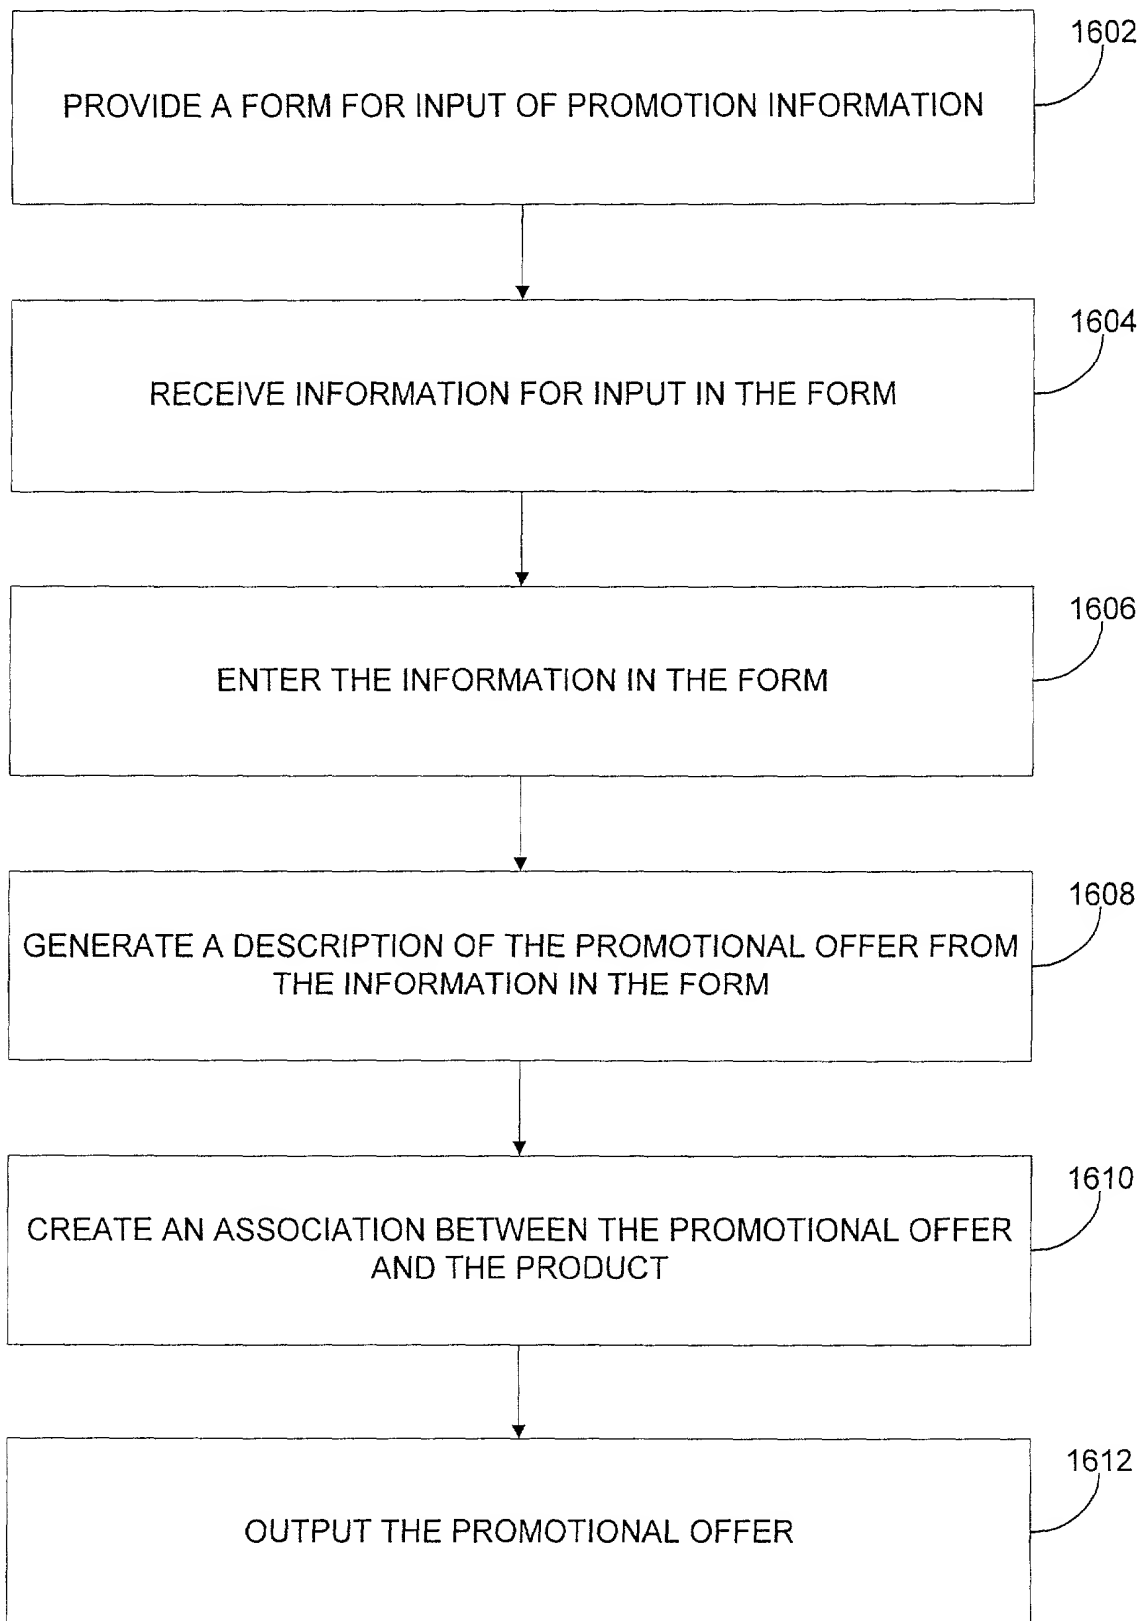 1602
PROVIDE A FORM FOR INPUT OF PROMOTION INFORMATION
1604
RECEIVE INFORMATION FOR INPUT IN THE FORM
1606
ENTER THE INFORMATION IN THE FORM
1608
GENERATE A DESCRIPTION OF THE PROMOTIONAL OFFER FROM
THE INFORMATION IN THE FORM
1610
CREATE AN ASSOCIATION BETWEEN THE PROMOTIONAL OFFER
AND THE PRODUCT
1612
OUTPUT THE PROMOTIONAL OFFER